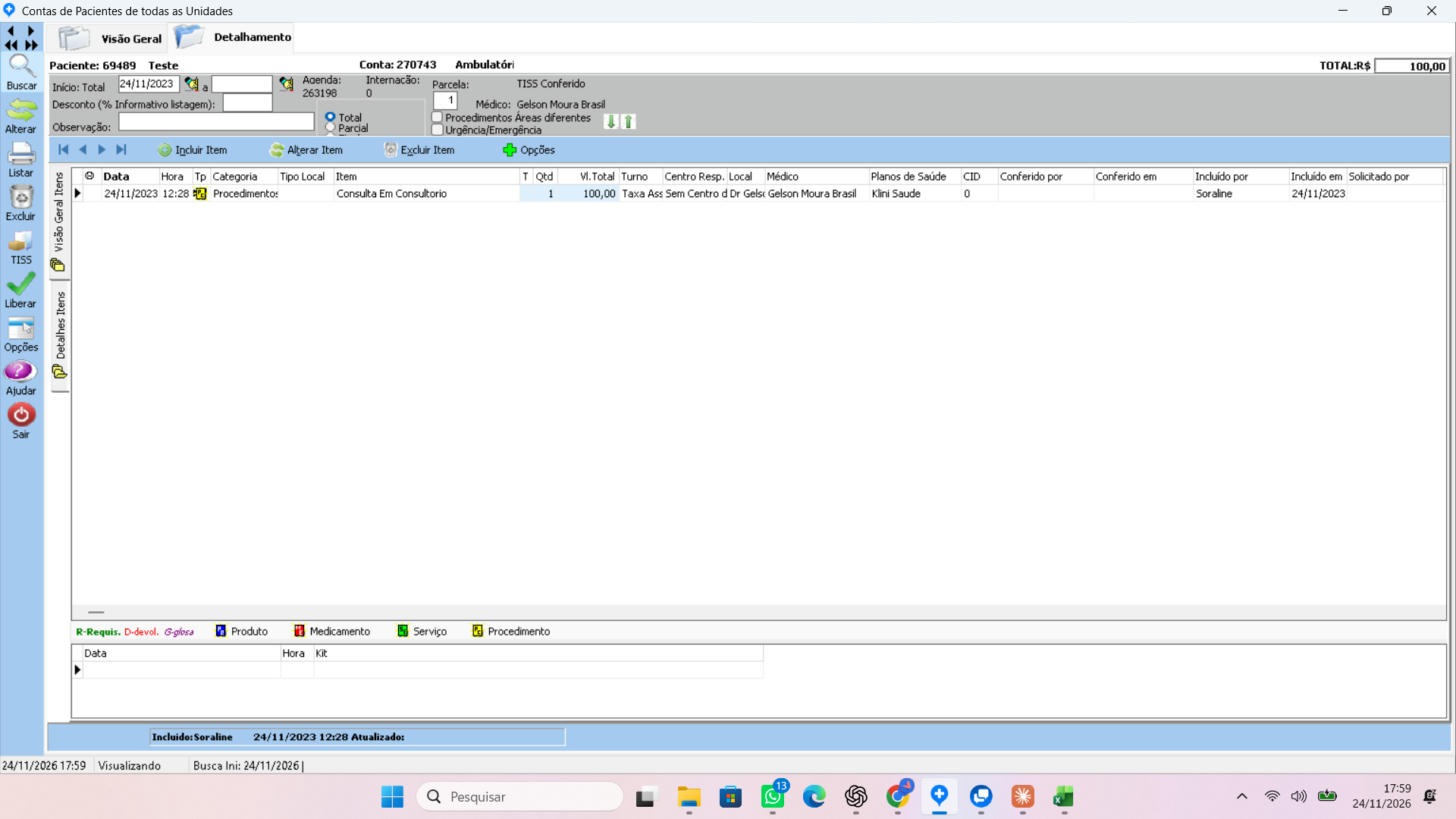 Contas de Pacientes de todas as Unidades
Visão Geral Detalhamento
Paciente: 69489 Teste Conta: 270743 Ambulatóri TOTAL:R$ 100,00
Início: Total 24/11/2023 a Agenda: 263198 Internação: 0 Parcela: 1 TISS Conferido
Desconto (% Informativo listagem): Médico: Gelson Moura Brasil
Observação: Total Parcial Procedimentos Áreas diferentes
Urgência/Emergência
Incluir Item Alterar Item Excluir Item Opções
Buscar
Alterar
Listar
Excluir
TISS
Liberar
Opções
Ajudar
Sair
Visão Geral Itens
Detalhes Itens
Data Hora Tp Categoria Tipo Local Item T Qtd Vl.Total Turno Centro Resp. Local Médico Planos de Saúde CID Conferido por Conferido em Incluído por Incluído em Solicitado por
24/11/2023 12:28 Procedimentos Consulta Em Consultorio 1 100,00 Taxa Ass Sem Centro d Dr Gels Gelson Moura Brasil Klini Saude 0 Soraline 24/11/2023
R-Requis. D-devol. G-glosa Produto Medicamento Serviço Procedimento
Data Hora Kit
Incluido:Soraline 24/11/2023 12:28 Atualizado:
24/11/2026 17:59 Visualizando Busca Ini: 24/11/2026 |
Pesquisar
13
17:59
24/11/2026